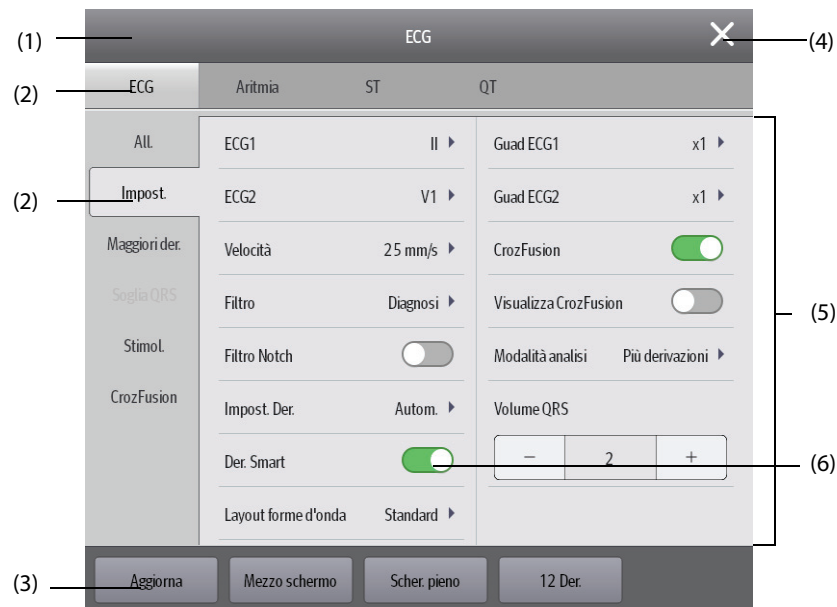 (1)
ECG
(4)
(2)
ECG
Aritmia
ST
QT
All.
(2)
Impost.
Maggiori der.
Soglia QRS
Stimol.
CrozFusion
ECG1 II
ECG2 V1
Velocità 25 mm/s
Filtro Diagnosi
Filtro Notch
Impost. Der. Autom.
Der. Smart
Layout forme d'onda Standard
Guad ECG1 x1
Guad ECG2 x1
CrozFusion
Visualizza CrozFusion
Modalità analisi Più derivazioni
Volume QRS
− 2 +
(5)
(6)
(3)
Aggiorna
Mezzo schermo
Scher. pieno
12 Der.